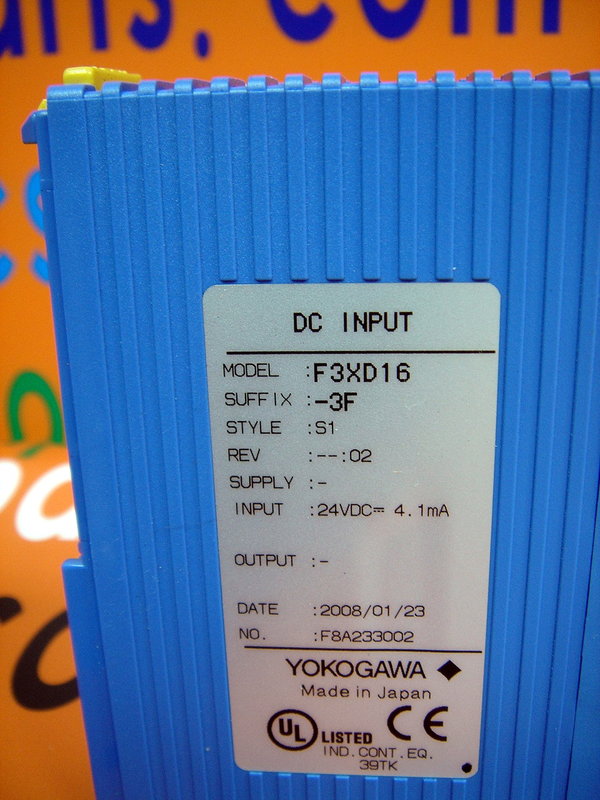 DC INPUT
MODEL :F3XD16
SUFFIX :-3F
STYLE :S1
REV :--:02
SUPPLY :-
INPUT :24VDC⎓ 4.1mA
OUTPUT :-
DATE :2008/01/23
NO. :F8A233002
YOKOGAWA ◆
Made in Japan
UL LISTED CE
IND.CONT.EQ.
39TK